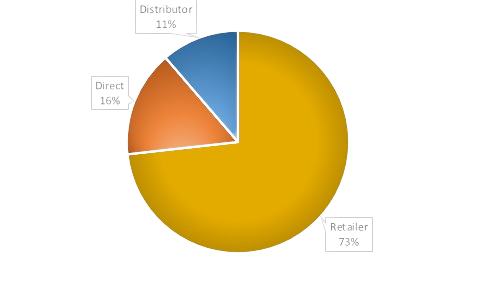 Distributor
11%
Direct
16%
Retailer
73%